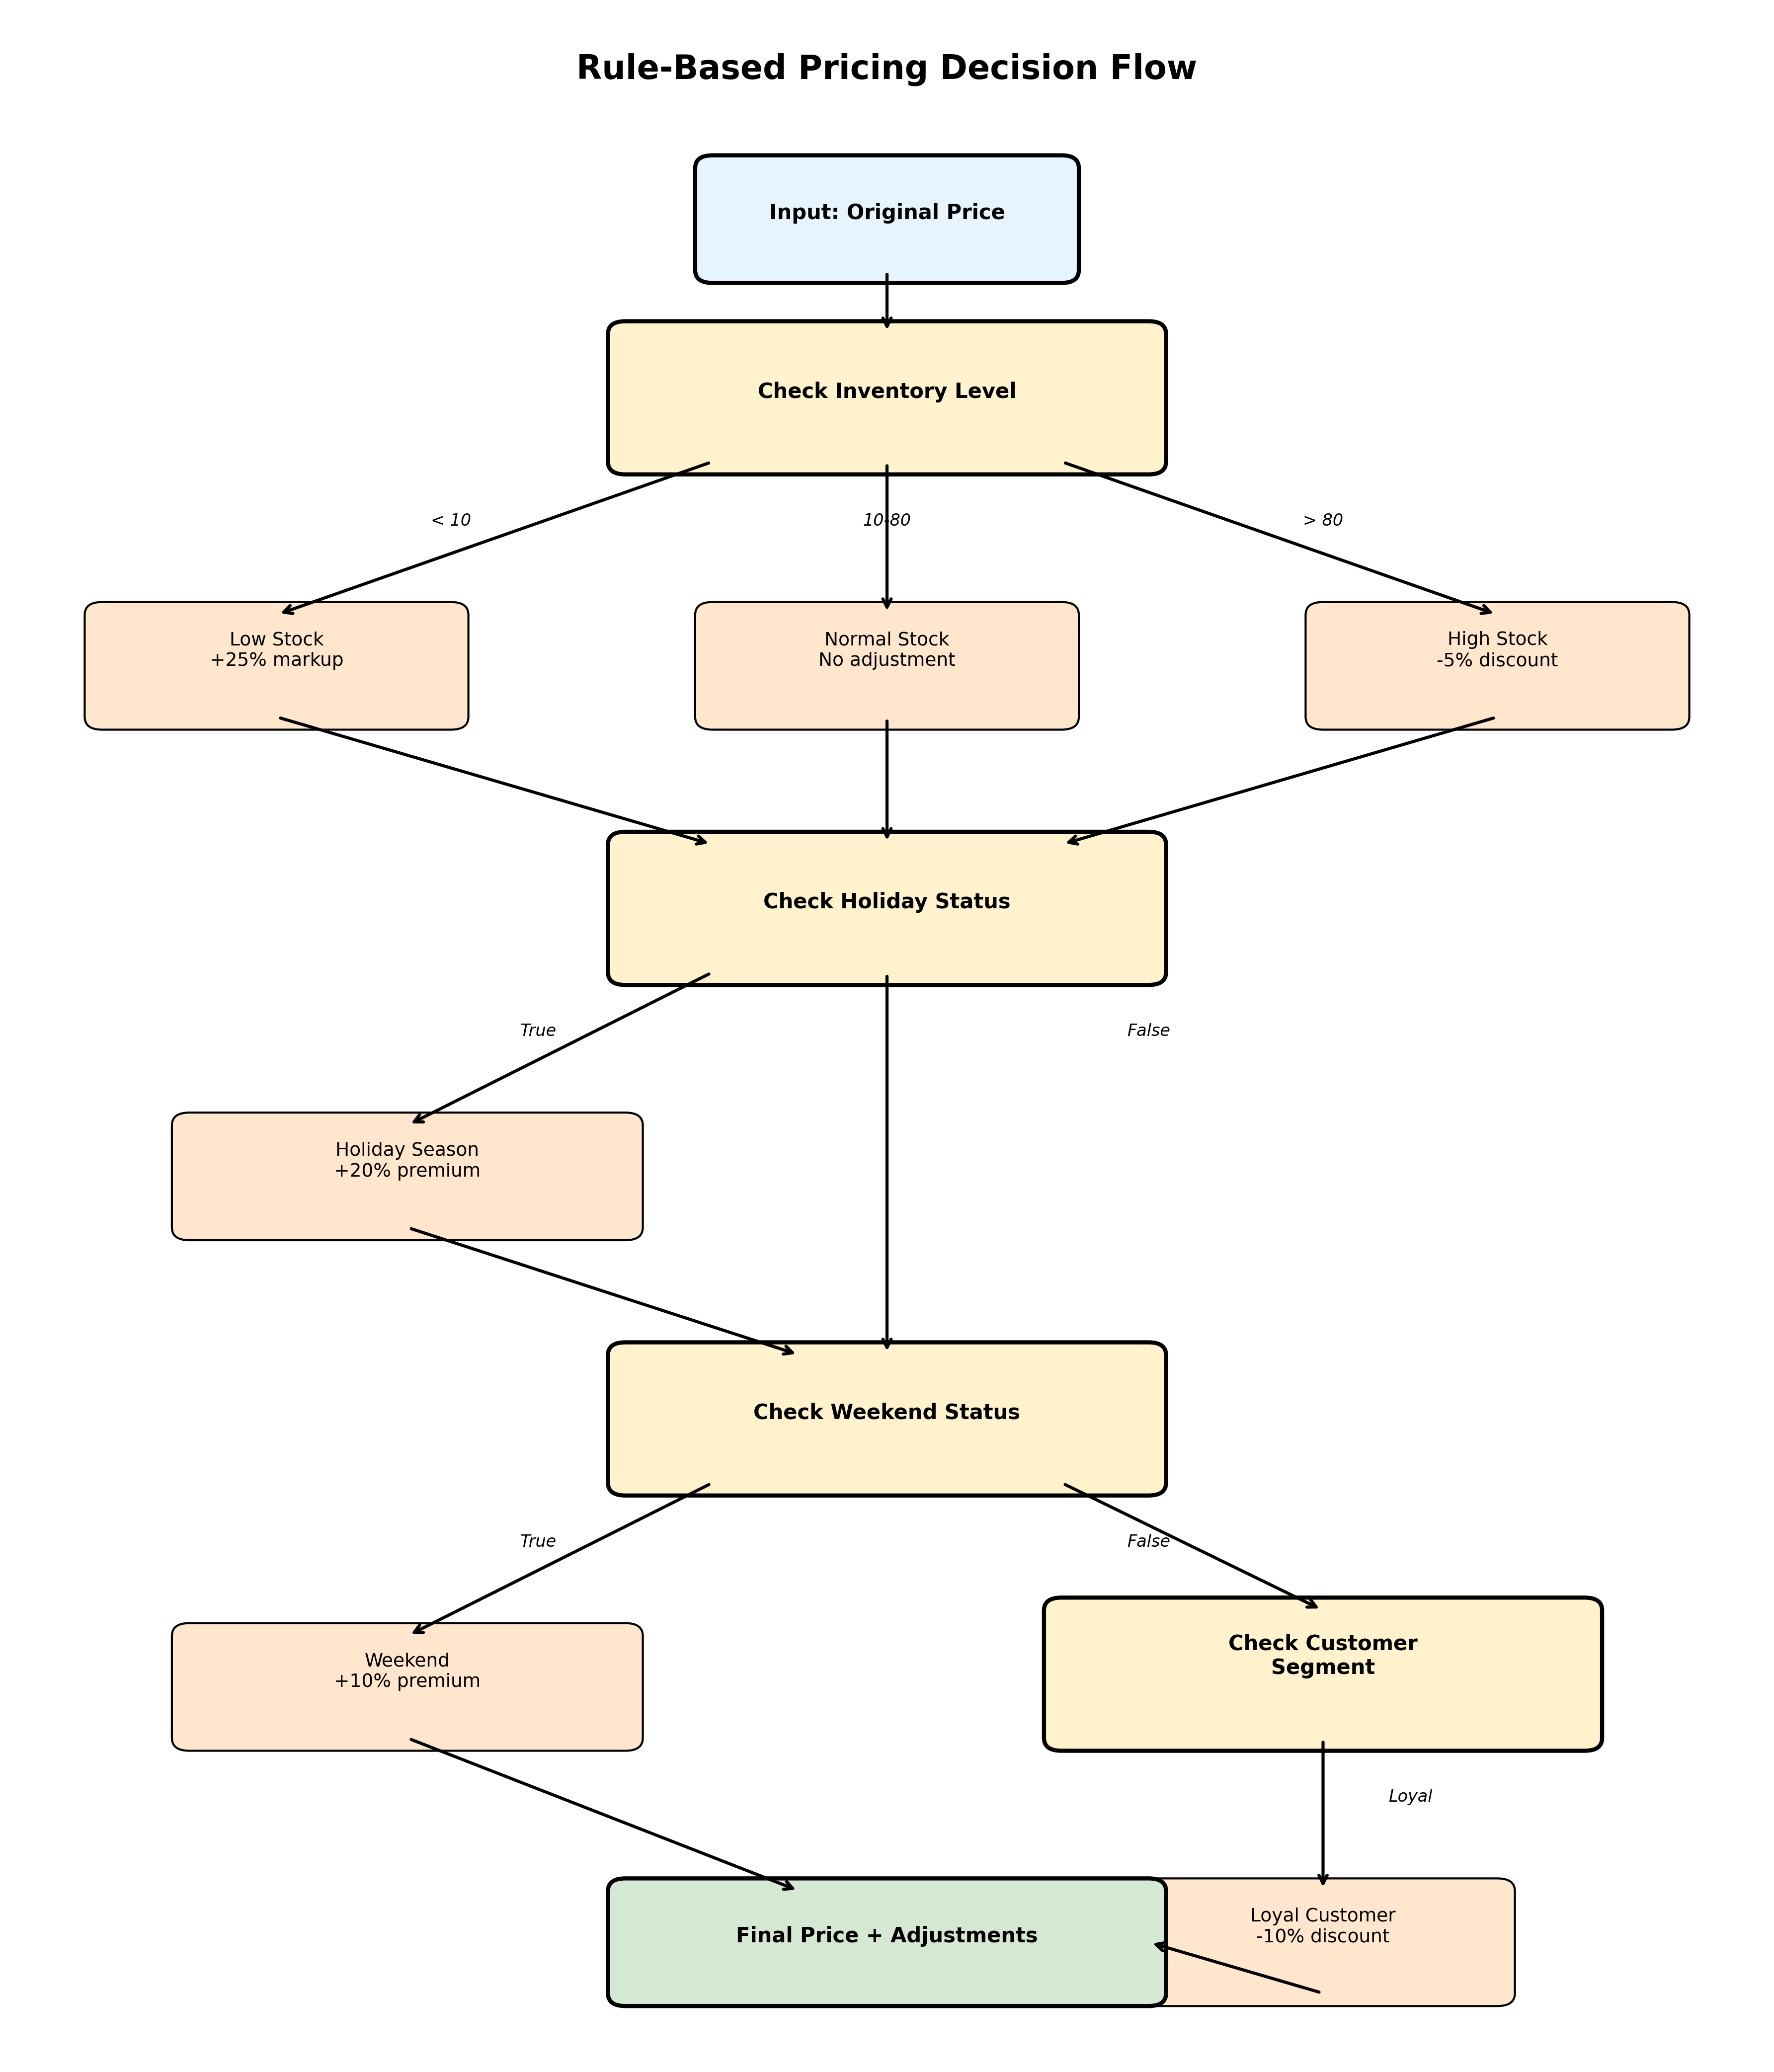 Rule-Based Pricing Decision Flow
Input: Original Price
Check Inventory Level
< 10
10-80
> 80
Low Stock
+25% markup
Normal Stock
No adjustment
High Stock
-5% discount
Check Holiday Status
True
False
Holiday Season
+20% premium
Check Weekend Status
True
False
Weekend
+10% premium
Check Customer
Segment
Loyal
Final Price + Adjustments
Loyal Customer
-10% discount